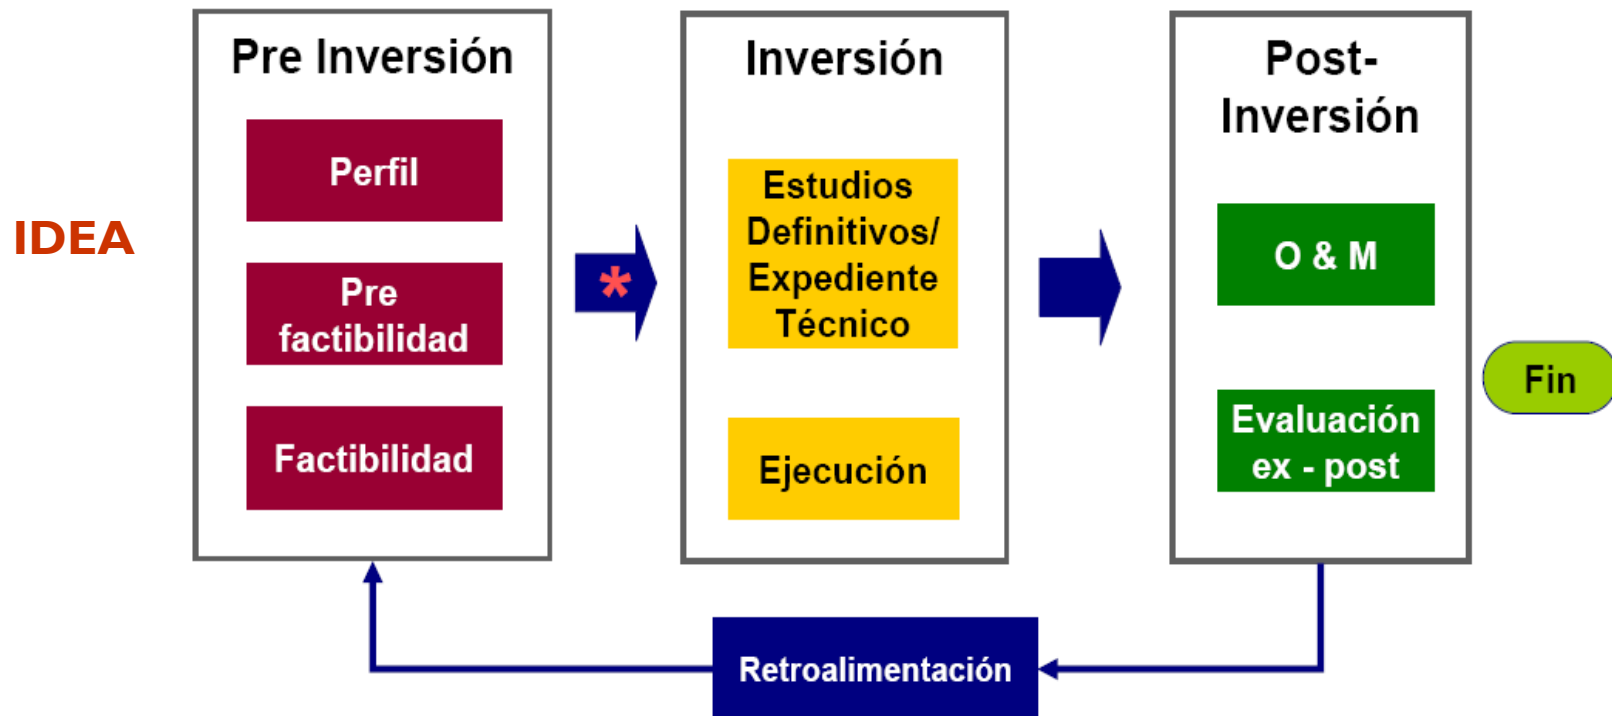 IDEA
Pre Inversión
Perfil
Pre
factibilidad
Factibilidad
*
Inversión
Estudios
Definitivos/
Expediente
Técnico
Ejecución
Post-
Inversión
O & M
Evaluación
ex - post
Fin
Retroalimentación